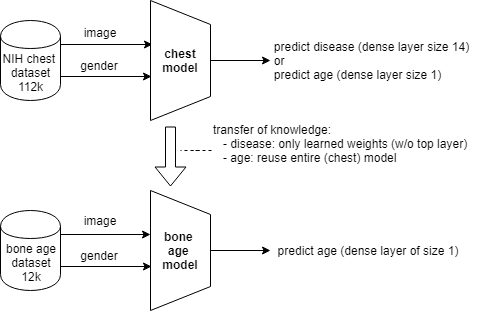 image
NIH chest
dataset
112k
gender
chest
model
predict disease (dense layer size 14)
or
predict age (dense layer size 1)
transfer of knowledge:
- disease: only learned weights (w/o top layer)
- age: reuse entire (chest) model
image
bone age
dataset
12k
gender
bone
age
model
predict age (dense layer of size 1)